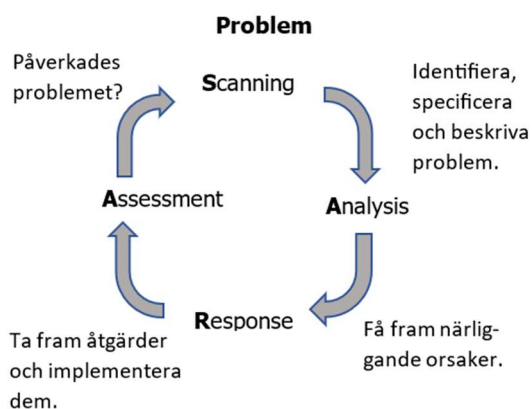 Problem
Påverkades
problemet?
Scanning
Identifiera,
specificera
och beskriva
problem.
Assessment
Analysis
Response
Ta fram åtgärder
och implementera
dem.
Få fram närlig-
gande orsaker.